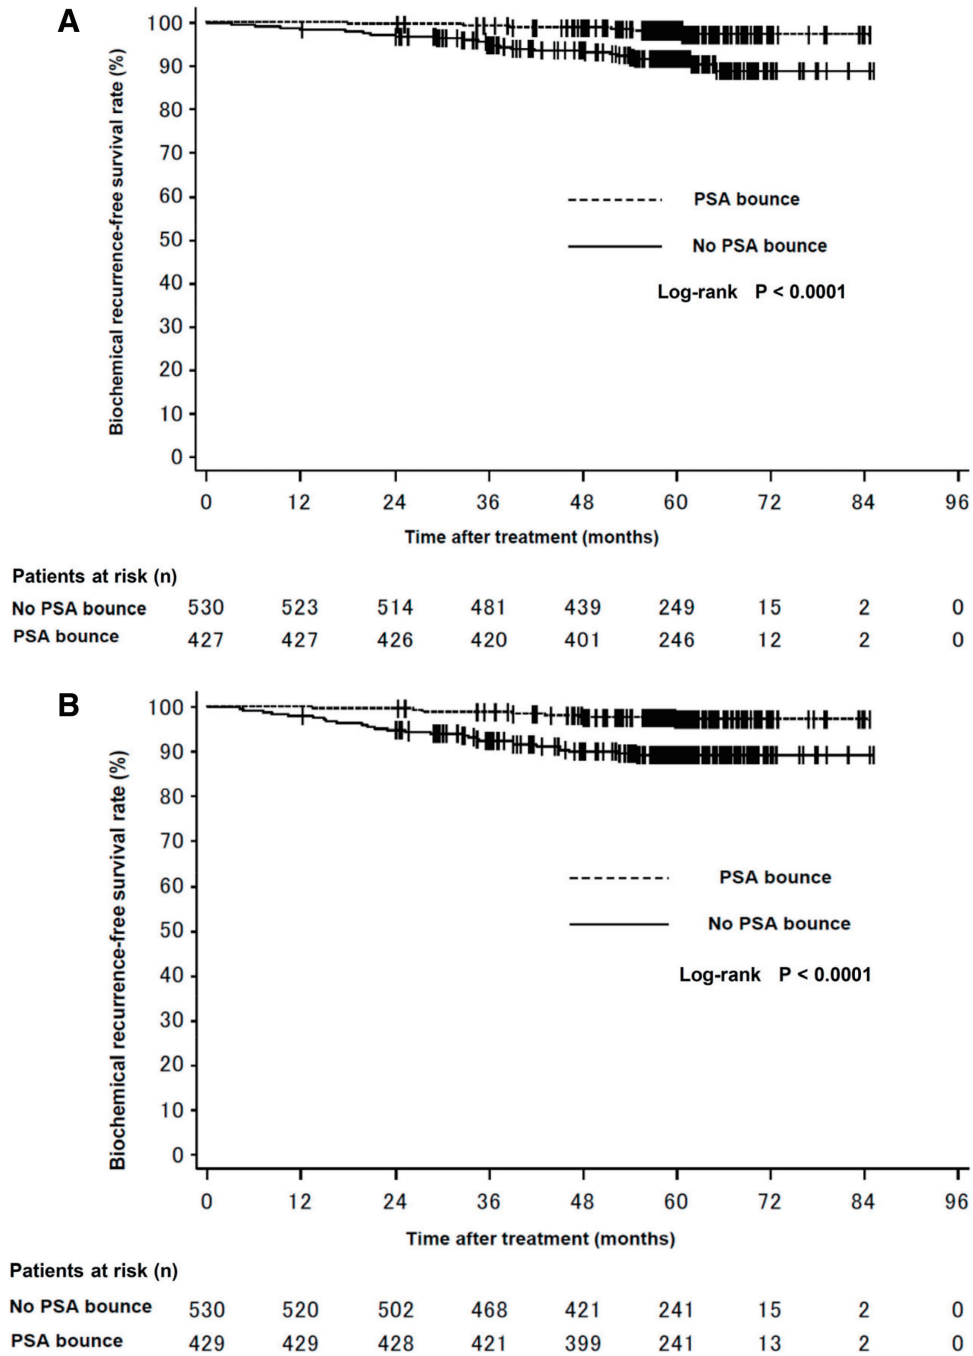 A
Biochemical recurrence-free survival rate (%)
100
90
80
70
60
50
40
30
20
10
0
PSA bounce
No PSA bounce
Log-rank P < 0.0001
0 12 24 36 48 60 72 84 96
Time after treatment (months)
Patients at risk (n)
No PSA bounce 530 523 514 481 439 249 15 2 0
PSA bounce 427 427 426 420 401 246 12 2 0
B
Biochemical recurrence-free survival rate (%)
100
90
80
70
60
50
40
30
20
10
0
PSA bounce
No PSA bounce
Log-rank P < 0.0001
0 12 24 36 48 60 72 84 96
Time after treatment (months)
Patients at risk (n)
No PSA bounce 530 520 502 468 421 241 15 2 0
PSA bounce 429 429 428 421 399 241 13 2 0